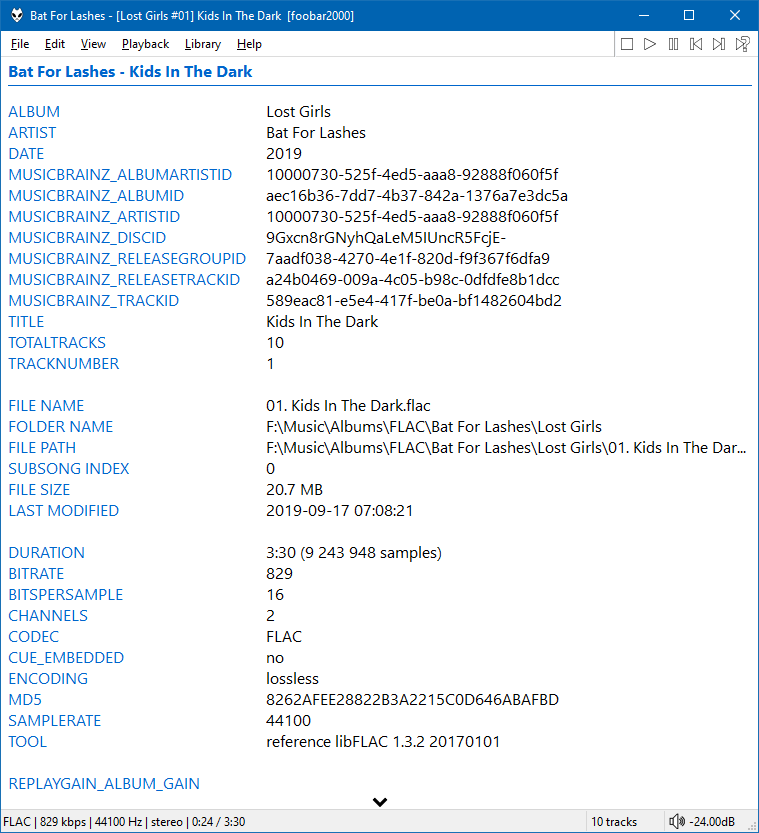 Bat For Lashes - [Lost Girls #01] Kids In The Dark  [foobar2000]
File Edit View Playback Library Help
Bat For Lashes - Kids In The Dark
ALBUM Lost Girls
ARTIST Bat For Lashes
DATE 2019
MUSICBRAINZ_ALBUMARTISTID 10000730-525f-4ed5-aaa8-92888f060f5f
MUSICBRAINZ_ALBUMID aec16b36-7dd7-4b37-842a-1376a7e3dc5a
MUSICBRAINZ_ARTISTID 10000730-525f-4ed5-aaa8-92888f060f5f
MUSICBRAINZ_DISCID 9Gxcn8rGNyhQaLeM5IUncR5FcjE-
MUSICBRAINZ_RELEASEGROUPID 7aadf038-4270-4e1f-820d-f9f367f6dfa9
MUSICBRAINZ_RELEASETRACKID a24b0469-009a-4c05-b98c-0dfdfe8b1dcc
MUSICBRAINZ_TRACKID 589eac81-e5e4-417f-be0a-bf1482604bd2
TITLE Kids In The Dark
TOTALTRACKS 10
TRACKNUMBER 1
FILE NAME 01. Kids In The Dark.flac
FOLDER NAME F:\Music\Albums\FLAC\Bat For Lashes\Lost Girls
FILE PATH F:\Music\Albums\FLAC\Bat For Lashes\Lost Girls\01. Kids In The Dar...
SUBSONG INDEX 0
FILE SIZE 20.7 MB
LAST MODIFIED 2019-09-17 07:08:21
DURATION 3:30 (9 243 948 samples)
BITRATE 829
BITSPERSAMPLE 16
CHANNELS 2
CODEC FLAC
CUE_EMBEDDED no
ENCODING lossless
MD5 8262AFEE28822B3A2215C0D646ABAFBD
SAMPLERATE 44100
TOOL reference libFLAC 1.3.2 20170101
REPLAYGAIN_ALBUM_GAIN
FLAC | 829 kbps | 44100 Hz | stereo | 0:24 / 3:30 10 tracks -24.00dB